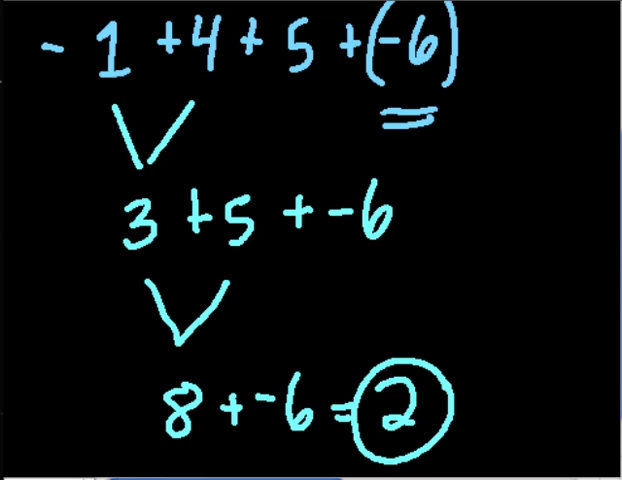 - 1 + 4 + 5 + (-6)
3 + 5 + -6
8 + -6 = 2